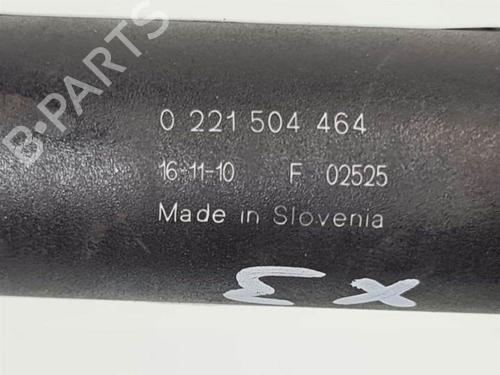 B-PARTS
0 221 504 464
16-11-10 F 02525
Made in Slovenia
X3